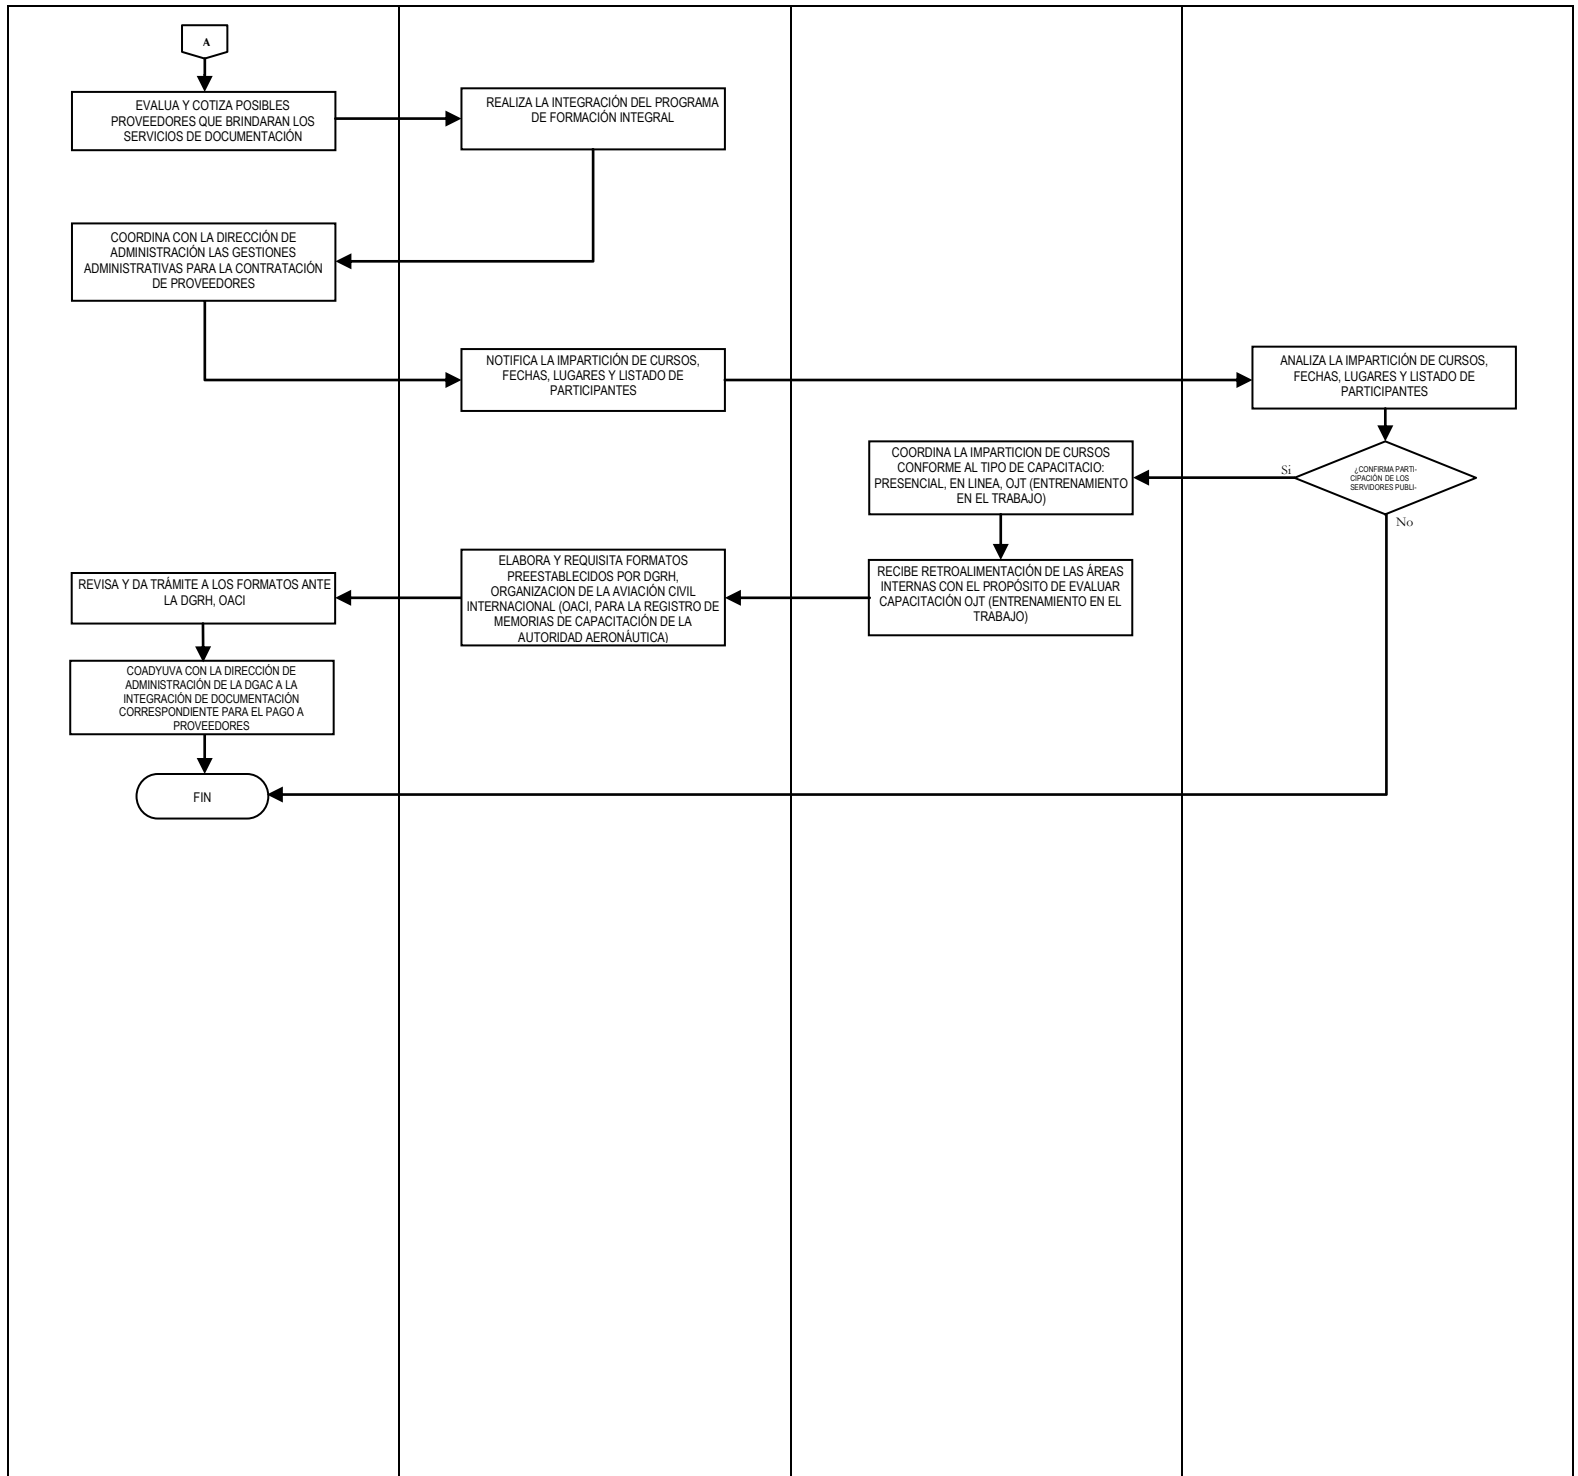 A
EVALUA Y COTIZA POSIBLES
PROVEEDORES QUE BRINDARAN LOS
SERVICIOS DE DOCUMENTACIÓN
REALIZA LA INTEGRACIÓN DEL PROGRAMA
DE FORMACIÓN INTEGRAL
COORDINA CON LA DIRECCIÓN DE
ADMINISTRACIÓN LAS GESTIONES
ADMINISTRATIVAS PARA LA CONTRATACIÓN
DE PROVEEDORES
NOTIFICA LA IMPARTICIÓN DE CURSOS,
FECHAS, LUGARES Y LISTADO DE
PARTICIPANTES
ANALIZA LA IMPARTICIÓN DE CURSOS,
FECHAS, LUGARES Y LISTADO DE
PARTICIPANTES
¿CONFIRMA PARTI-
CIPACIÓN DE LOS
SERVIDORES PUBLI-
Si
No
COORDINA LA IMPARTICION DE CURSOS
CONFORME AL TIPO DE CAPACITACIO:
PRESENCIAL, EN LINEA, OJT (ENTRENAMIENTO
EN EL TRABAJO)
RECIBE RETROALIMENTACIÓN DE LAS ÁREAS
INTERNAS CON EL PROPÓSITO DE EVALUAR
CAPACITACIÓN OJT (ENTRENAMIENTO EN EL
TRABAJO)
ELABORA Y REQUISITA FORMATOS
PREESTABLECIDOS POR DGRH,
ORGANIZACION DE LA AVIACIÓN CIVIL
INTERNACIONAL (OACI, PARA LA REGISTRO DE
MEMORIAS DE CAPACITACIÓN DE LA
AUTORIDAD AERONÁUTICA)
REVISA Y DA TRÁMITE A LOS FORMATOS ANTE
LA DGRH, OACI
COADYUVA CON LA DIRECCIÓN DE
ADMINISTRACIÓN DE LA DGAC A LA
INTEGRACIÓN DE DOCUMENTACIÓN
CORRESPONDIENTE PARA EL PAGO A
PROVEEDORES
FIN